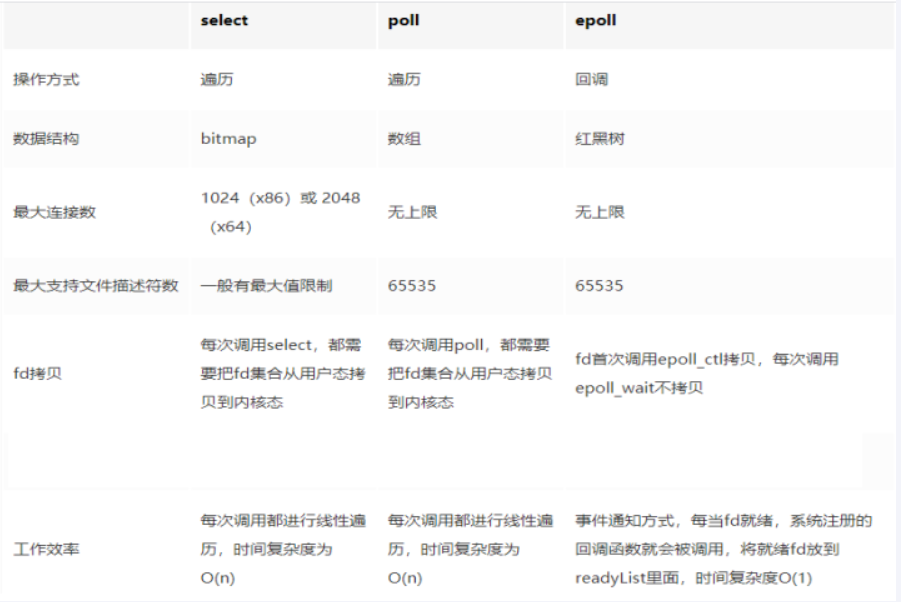 select poll epoll
操作方式 遍历 遍历 回调
数据结构 bitmap 数组 红黑树
最大连接数 1024（x86）或 2048（x64） 无上限 无上限
最大支持文件描述符数 一般有最大值限制 65535 65535
fd拷贝 每次调用select，都需要把fd集合从用户态拷贝到内核态 每次调用poll，都需要把fd集合从用户态拷贝到内核态 fd首次调用epoll_ctl拷贝，每次调用epoll_wait不拷贝
工作效率 每次调用都进行线性遍历，时间复杂度为O(n) 每次调用都进行线性遍历，时间复杂度为O(n) 事件通知方式，每当fd就绪，系统注册的回调函数就会被调用，将就绪fd放到readyList里面，时间复杂度O(1)